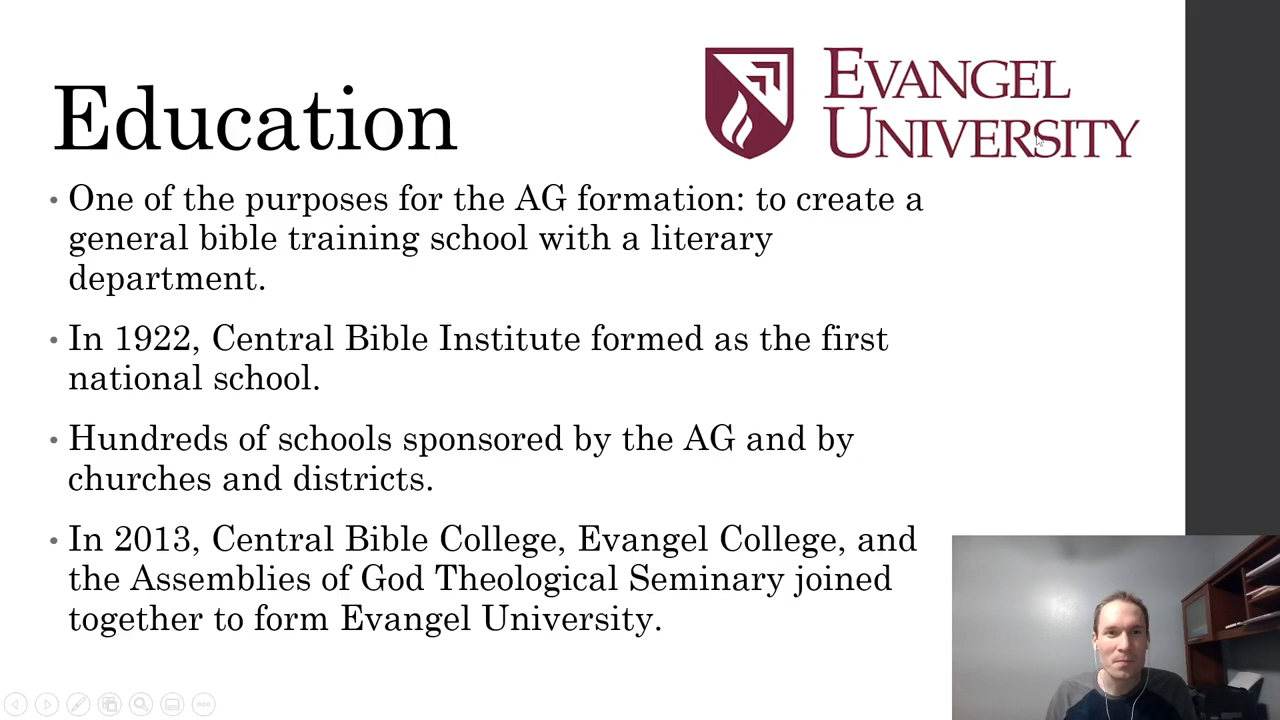 EVANGEL
UNIVERSITY
Education
• One of the purposes for the AG formation: to create a
general bible training school with a literary
department.
• In 1922, Central Bible Institute formed as the first
national school.
• Hundreds of schools sponsored by the AG and by
churches and districts.
• In 2013, Central Bible College, Evangel College, and
the Assemblies of God Theological Seminary joined
together to form Evangel University.